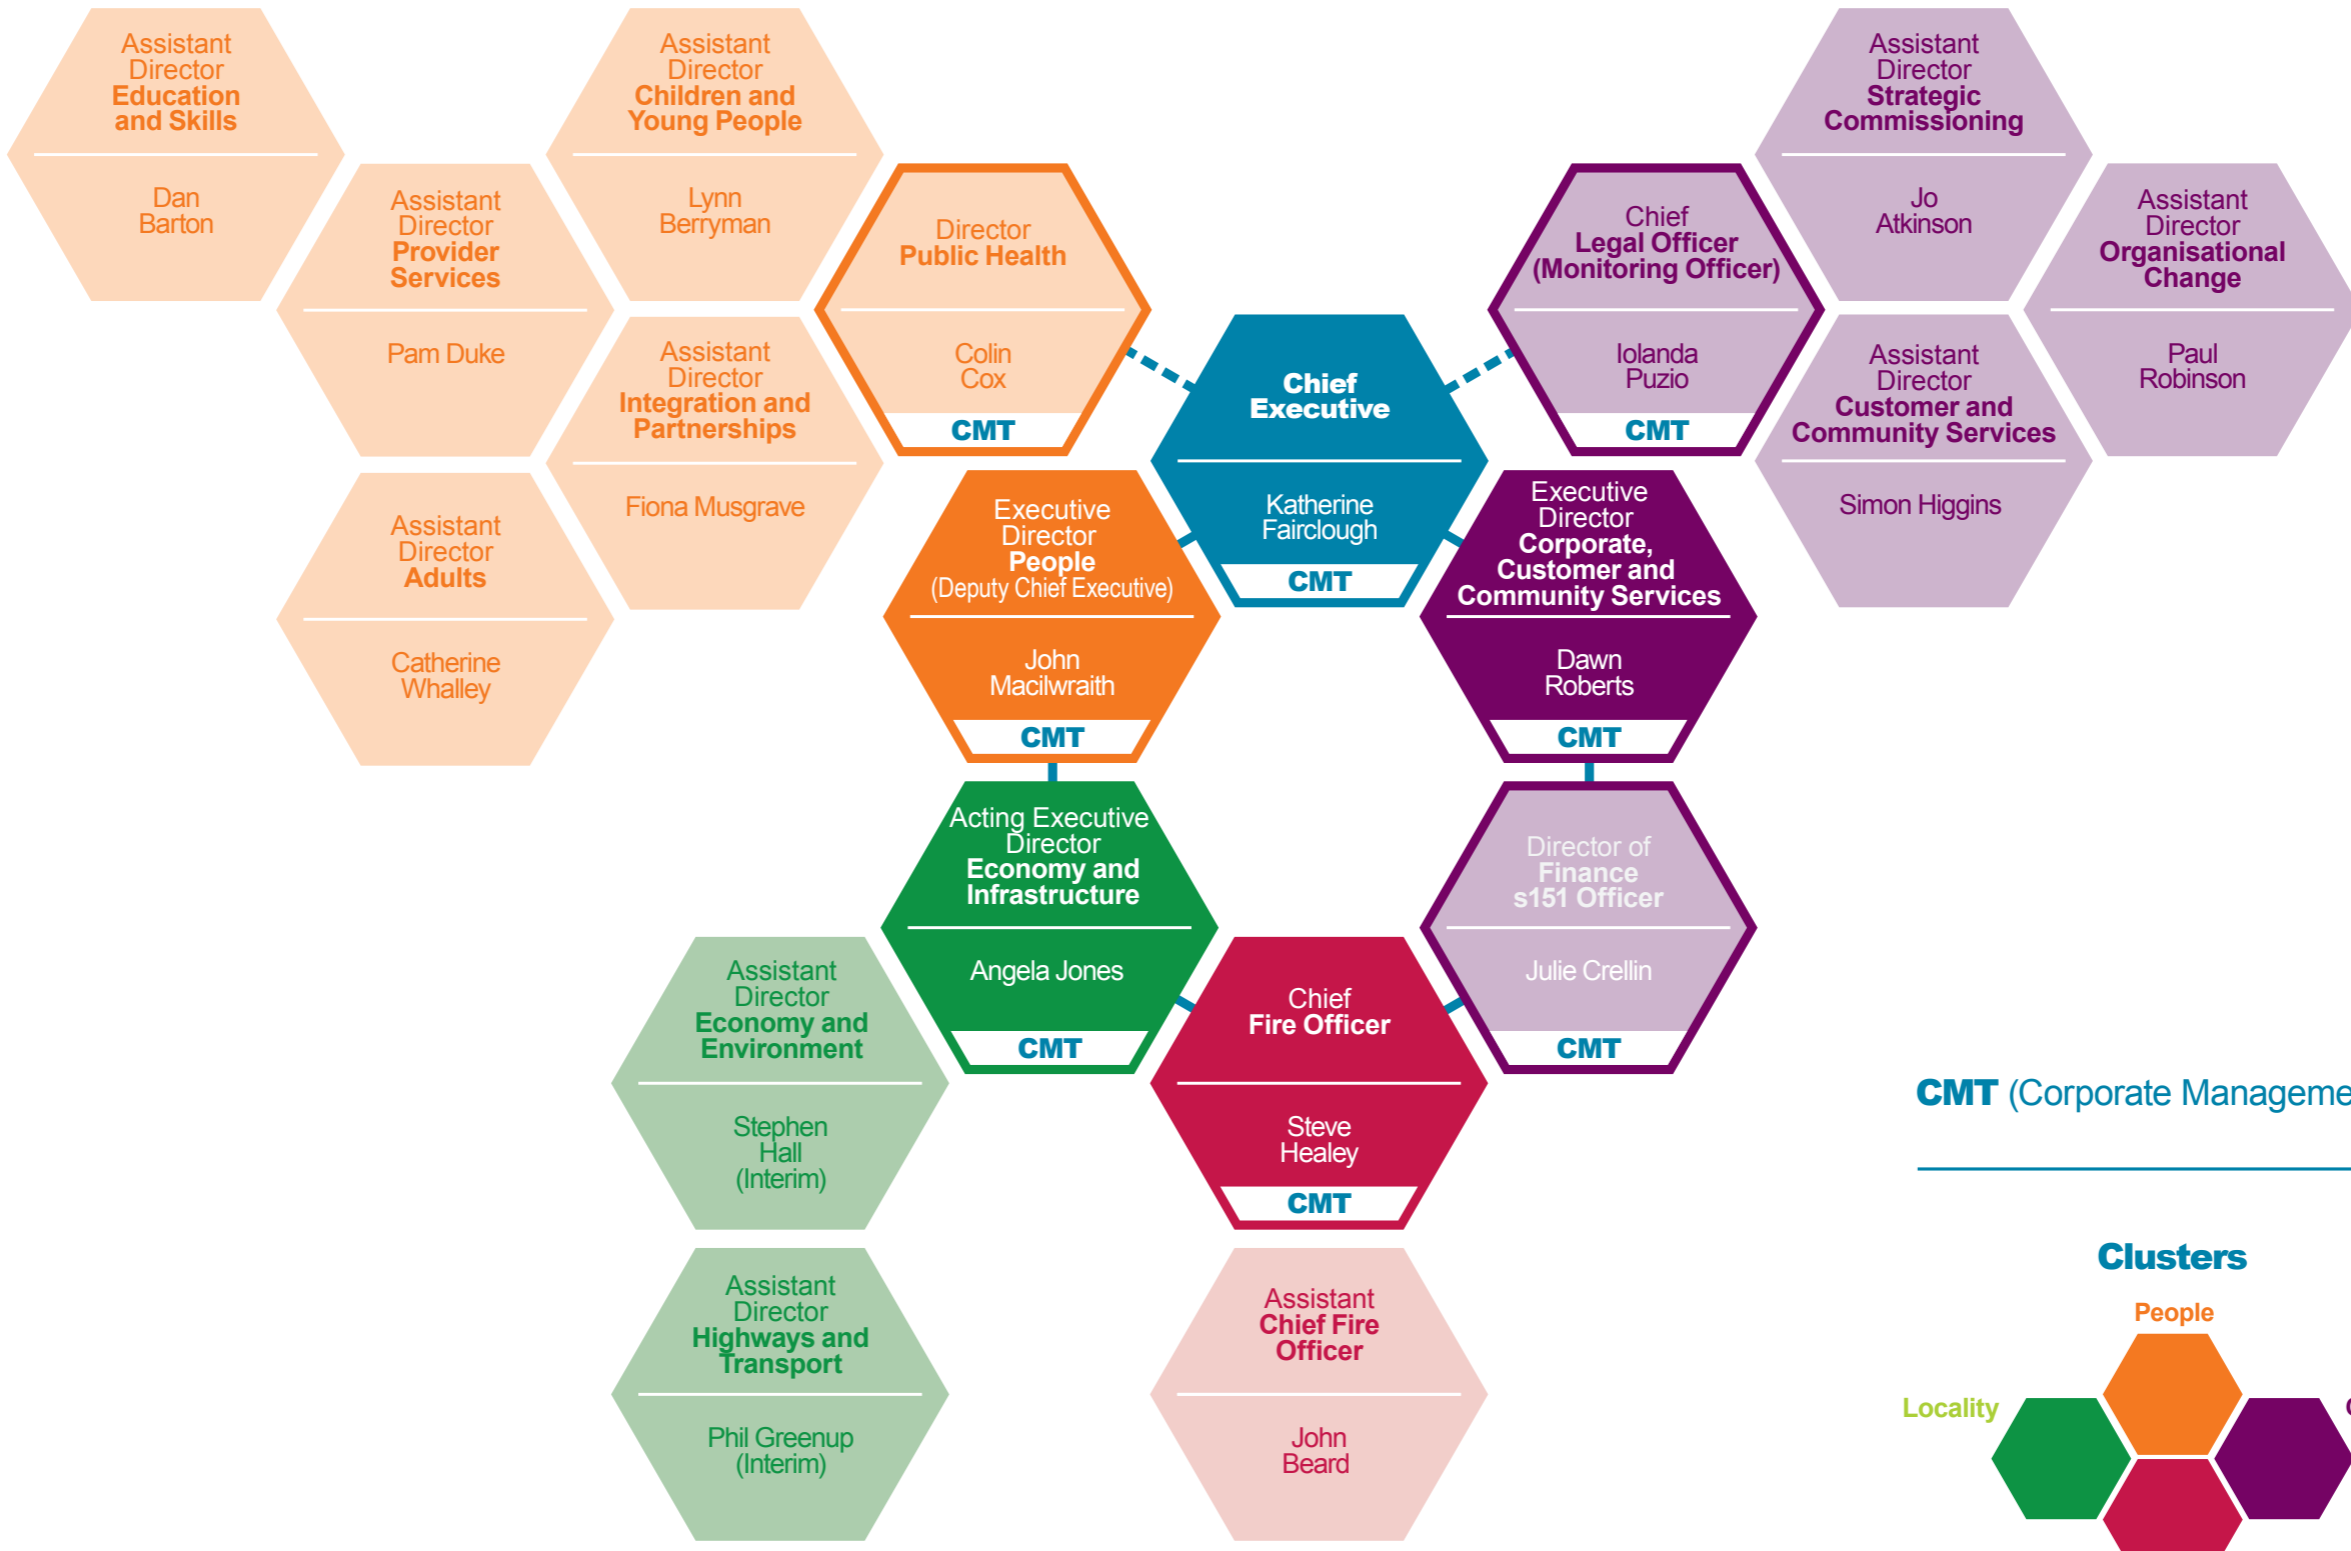 Assistant
Director
Education
and Skills
Dan
Barton
Assistant
Director
Children and
Young People
Lynn
Berryman
Assistant
Director
Provider
Services
Pam Duke
Director
Public Health
Colin
Cox
CMT
Assistant
Director
Integration and
Partnerships
Fiona Musgrave
Assistant
Director
Adults
Catherine
Whalley
Chief
Executive
Katherine
Fairclough
CMT
Chief
Legal Officer
(Monitoring Officer)
Iolanda
Puzio
CMT
Assistant
Director
Strategic
Commissioning
Jo
Atkinson
Assistant
Director
Organisational
Change
Paul
Robinson
Assistant
Director
Customer and
Community Services
Simon Higgins
Executive
Director
People
(Deputy Chief Executive)
John
Macilwraith
CMT
Executive
Director
Corporate,
Customer and
Community Services
Dawn
Roberts
CMT
Acting Executive
Director
Economy and
Infrastructure
Angela Jones
CMT
Director of
Finance
s151 Officer
Julie Crellin
CMT
Chief
Fire Officer
Steve
Healey
CMT
Assistant
Director
Economy and
Environment
Stephen
Hall
(Interim)
Assistant
Director
Highways and
Transport
Phil Greenup
(Interim)
Assistant
Chief Fire
Officer
John
Beard
CMT (Corporate Manageme
Clusters
People
Locality